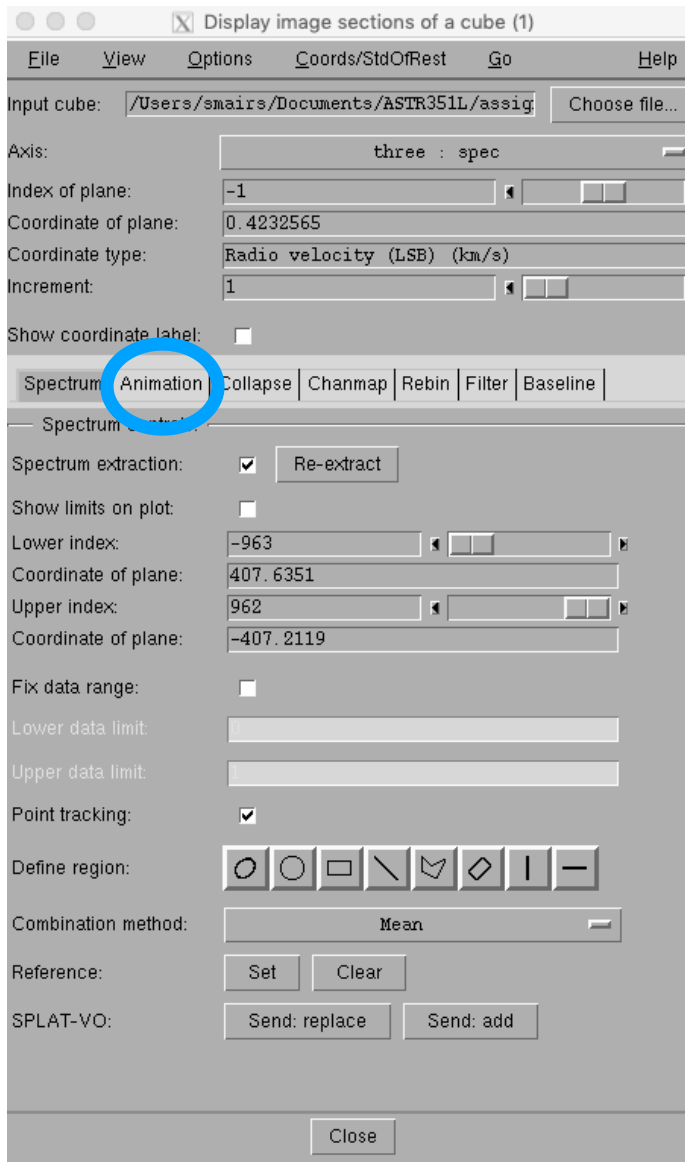 Display image sections of a cube (1)
File View Options Coords/StdOfRest Go Help
Input cube: /Users/smairs/Documents/ASTR351L/assig Choose file...
Axis: three : spec
Index of plane: -1
Coordinate of plane: 0.4232565
Coordinate type: Radio velocity (LSB) (km/s)
Increment: 1
Show coordinate label:
Spectrum Animation Collapse Chanmap Rebin Filter Baseline
Spectrum
Spectrum extraction: Re-extract
Show limits on plot:
Lower index: -963
Coordinate of plane: 407.6351
Upper index: 962
Coordinate of plane: -407.2119
Fix data range:
Lower data limit: 0
Upper data limit: 1
Point tracking:
Define region:
Combination method: Mean
Reference: Set Clear
SPLAT-VO: Send: replace Send: add
Close